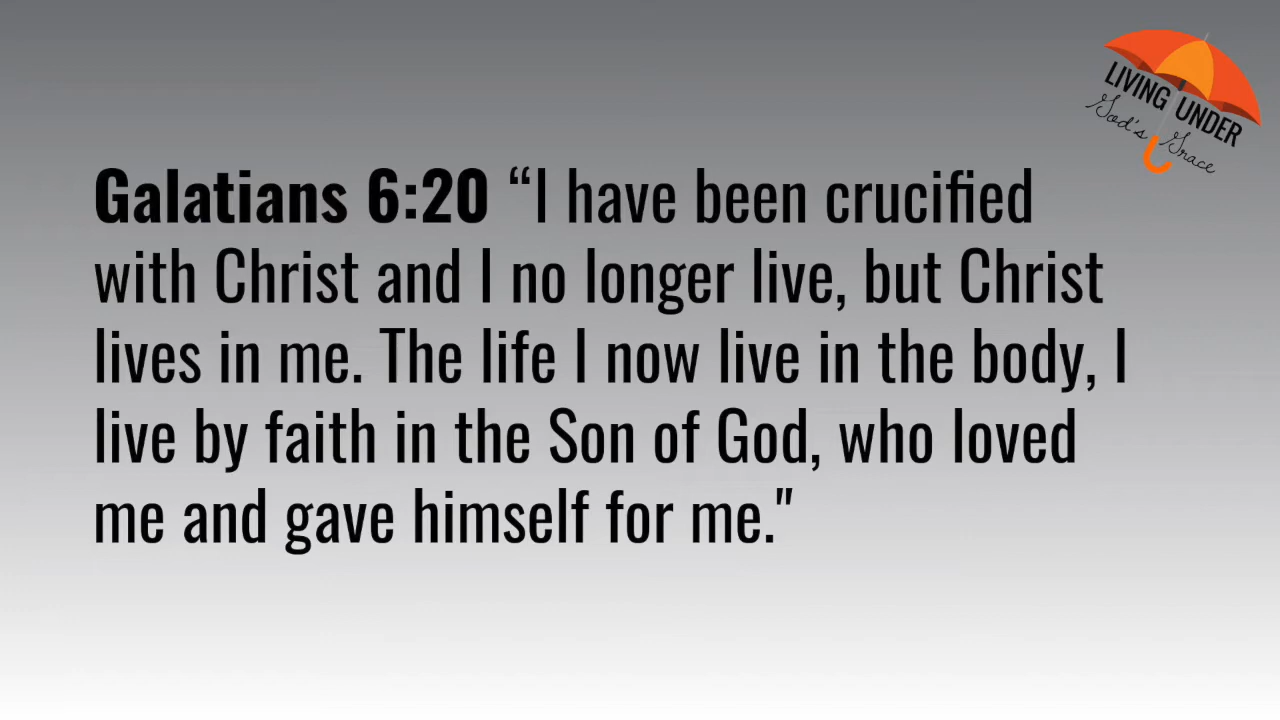 LIVING UNDER
God's Grace
Galatians 6:20 “I have been crucified
with Christ and I no longer live, but Christ
lives in me. The life I now live in the body, I
live by faith in the Son of God, who loved
me and gave himself for me."